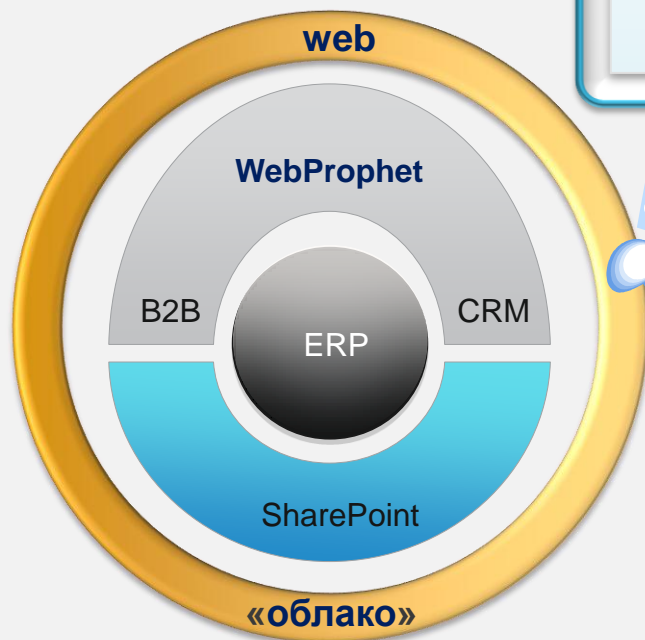 web
WebProphet
B2B CRM
ERP
SharePoint
«облако»